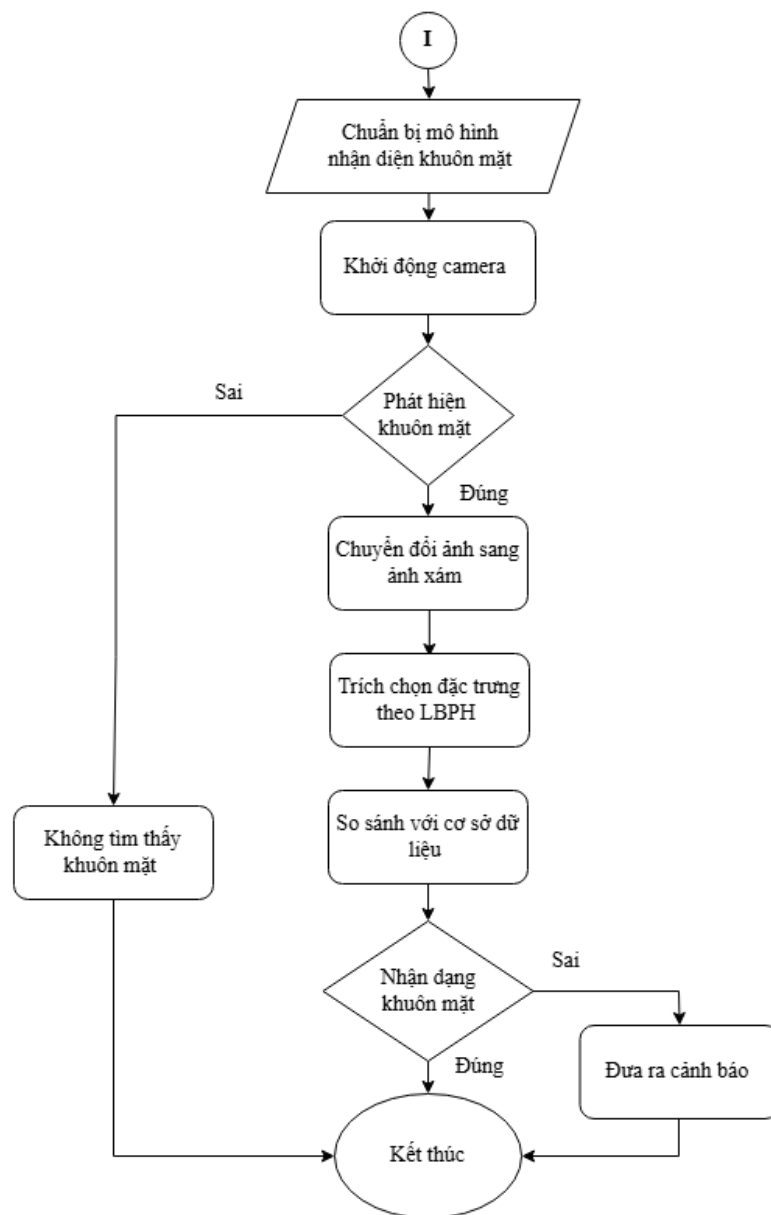 I
Chuẩn bị mô hình
nhận diện khuôn mặt
Khởi động camera
Sai
Phát hiện
khuôn mặt
Đúng
Chuyển đổi ảnh sang
ảnh xám
Trích chọn đặc trưng
theo LBPH
So sánh với cơ sở dữ
liệu
Không tìm thấy
khuôn mặt
Nhận dạng
khuôn mặt
Sai
Đúng
Đưa ra cảnh báo
Kết thúc